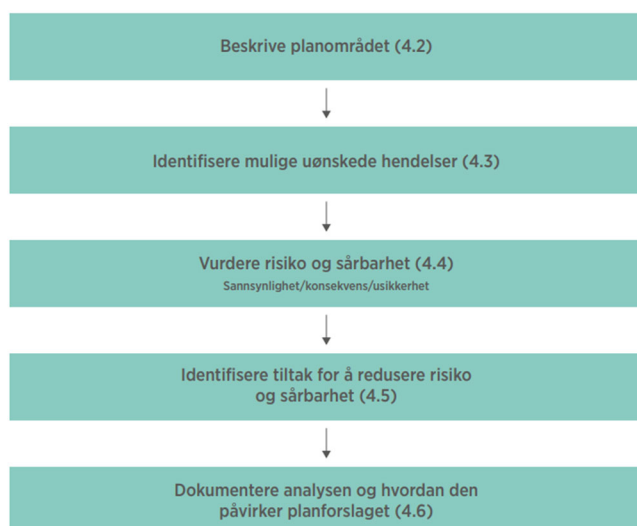 Beskrive planområdet (4.2)
Identifisere mulige uønskede hendelser (4.3)
Vurdere risiko og sårbarhet (4.4)
Sannsynlighet/konsekvens/usikkerhet
Identifisere tiltak for å redusere risiko
og sårbarhet (4.5)
Dokumentere analysen og hvordan den
påvirker planforslaget (4.6)